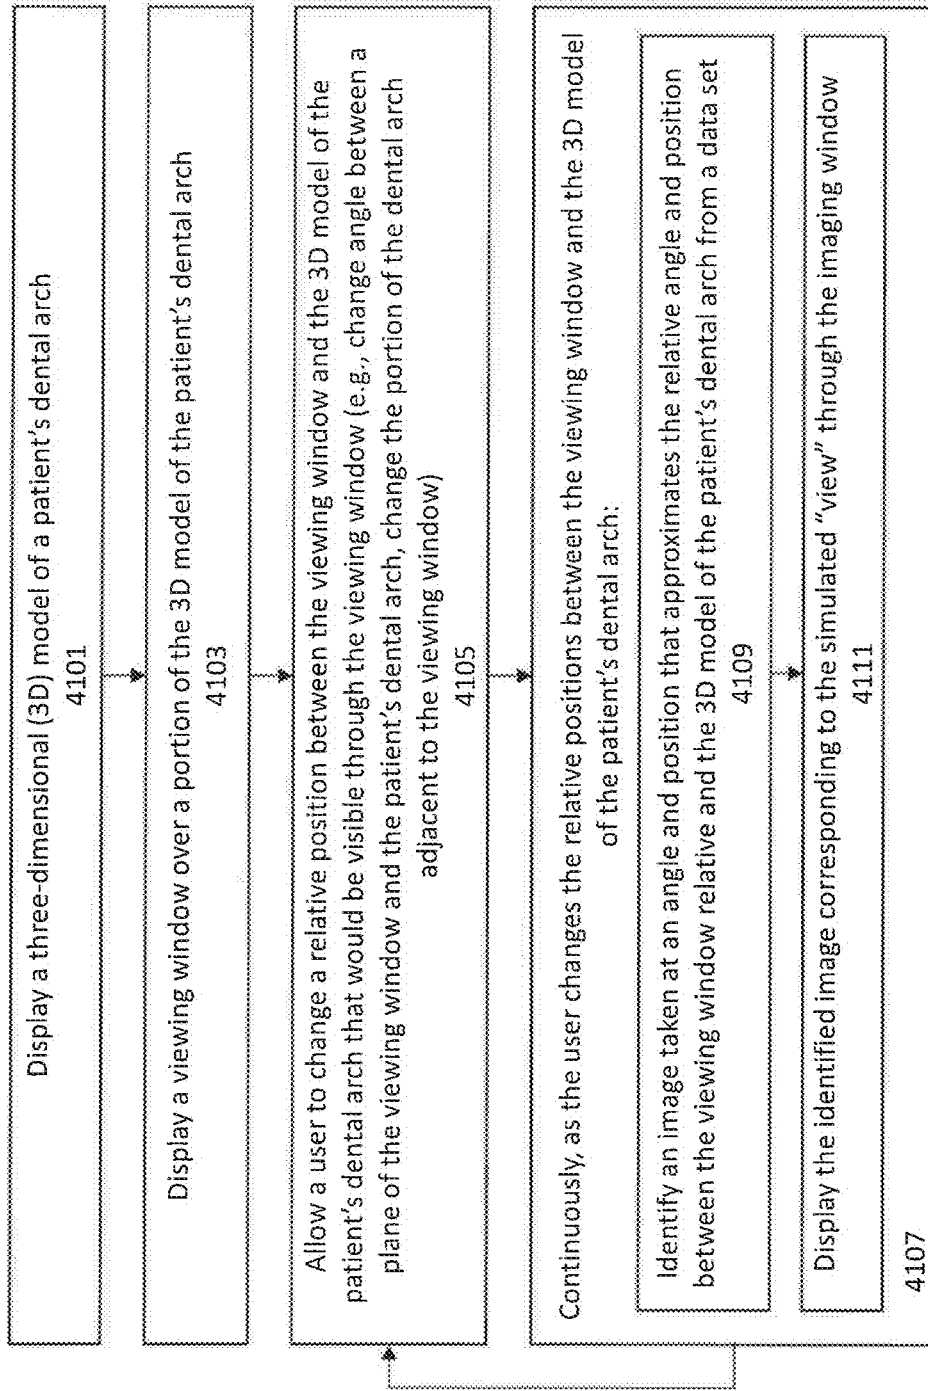 Display a three-dimensional (3D) model of a patient's dental arch
4101
Display a viewing window over a portion of the 3D model of the patient's dental arch
4103
Allow a user to change a relative position between the viewing window and the 3D model of the
patient's dental arch that would be visible through the viewing window (e.g., change angle between a
plane of the viewing window and the patient's dental arch, change the portion of the dental arch
adjacent to the viewing window)
4105
Continuously, as the user changes the relative positions between the viewing window and the 3D model
of the patient's dental arch:
Identify an image taken at an angle and position that approximates the relative angle and position
between the viewing window relative and the 3D model of the patient's dental arch from a data set
4109
Display the identified image corresponding to the simulated "view" through the imaging window
4111
4107